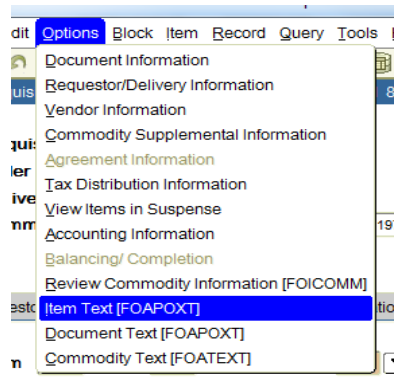 dit Options Block Item Record Query Tools
Document Information
Requestor/Delivery Information
Vendor Information
Commodity Supplemental Information
Agreement Information
Tax Distribution Information
View Items in Suspense
Accounting Information
Balancing/ Completion
Review Commodity Information [FOICOMM]
Item Text [FOAPOXT]
Document Text [FOAPOXT]
Commodity Text [FOATEXT]